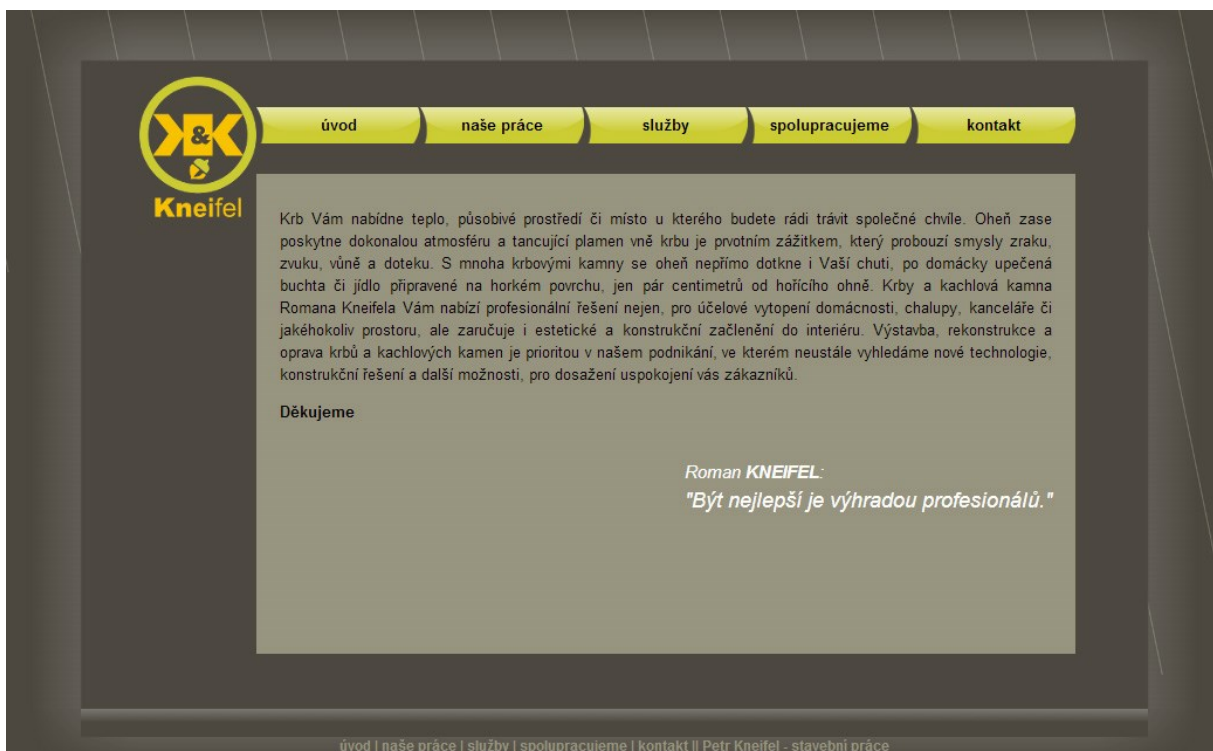 K&K
Kneifel
úvod
naše práce
služby
spolupracujeme
kontakt
Krb Vám nabídne teplo, působivé prostředí či místo u kterého budete rádi trávit společné chvíle. Oheň zase
poskytne dokonalou atmosféru a tancující plamen vně krbu je prvotním zážitkem, který probouzí smysly zraku,
zvuku, vůně a doteku. S mnoha krbovými kamny se oheň nepřímo dotkne i Vaší chuti, po domácky upečená
buchta či jídlo připravené na horkém povrchu, jen pár centimetrů od hořícího ohně. Krby a kachlová kamna
Romana Kneifela Vám nabízí profesionální řešení nejen, pro účelové vytopení domácnosti, chalupy, kanceláře či
jakéhokoliv prostoru, ale zaručuje i estetické a konstrukční začlenění do interiéru. Výstavba, rekonstrukce a
oprava krbů a kachlových kamen je prioritou v našem podnikání, ve kterém neustále vyhledáme nové technologie,
konstrukční řešení a další možnosti, pro dosažení uspokojení vás zákazníků.
Děkujeme
Roman KNEIFEL:
"Být nejlepší je výhradou profesionálů."
úvod | naše práce | služby | spolupracujeme | kontakt || Petr Kneifel - stavební práce